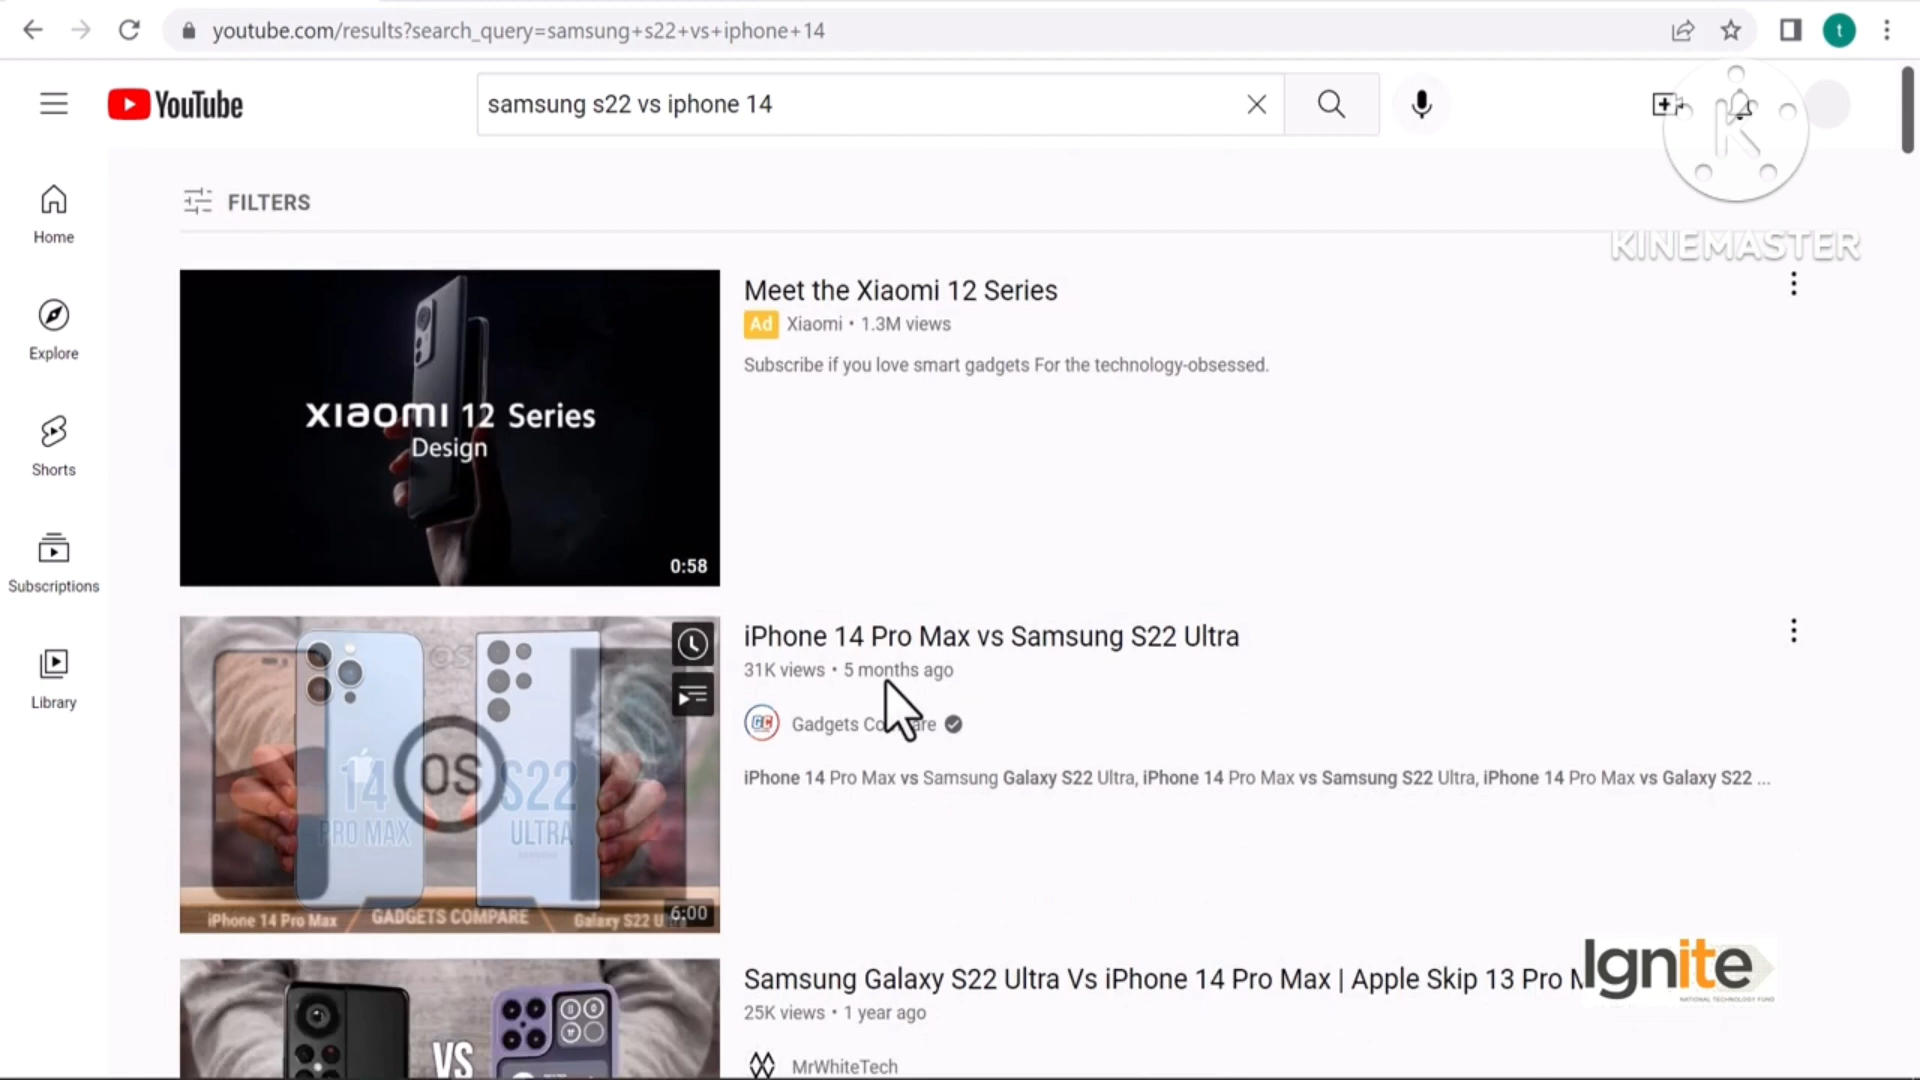 youtube.com/results?search_query=samsung+s22+vs+iphone+14
t
YouTube
samsung s22 vs iphone 14
K
KINEMASTER
FILTERS
Home
Explore
Shorts
Subscriptions
Library
XIAOMI 12 Series
Design
0:58
Meet the Xiaomi 12 Series
Ad Xiaomi • 1.3M views
Subscribe if you love smart gadgets For the technology-obsessed.
OS
14
PRO MAX
OS
S22
ULTRA
iPhone 14 Pro Max
GADGETS COMPARE
6:00
iPhone 14 Pro Max vs Samsung S22 Ultra
31K views • 5 months ago
GC
Gadgets
iPhone 14 Pro Max vs Samsung Galaxy S22 Ultra, iPhone 14 Pro Max vs Samsung S22 Ultra, iPhone 14 Pro Max vs Galaxy S22 ...
VS
Samsung Galaxy S22 Ultra Vs iPhone 14 Pro Max | Apple Skip 13 Pro
25K views • 1 year ago
MrWhiteTech
Ignite
NATIONAL TECHNOLOGY FUND